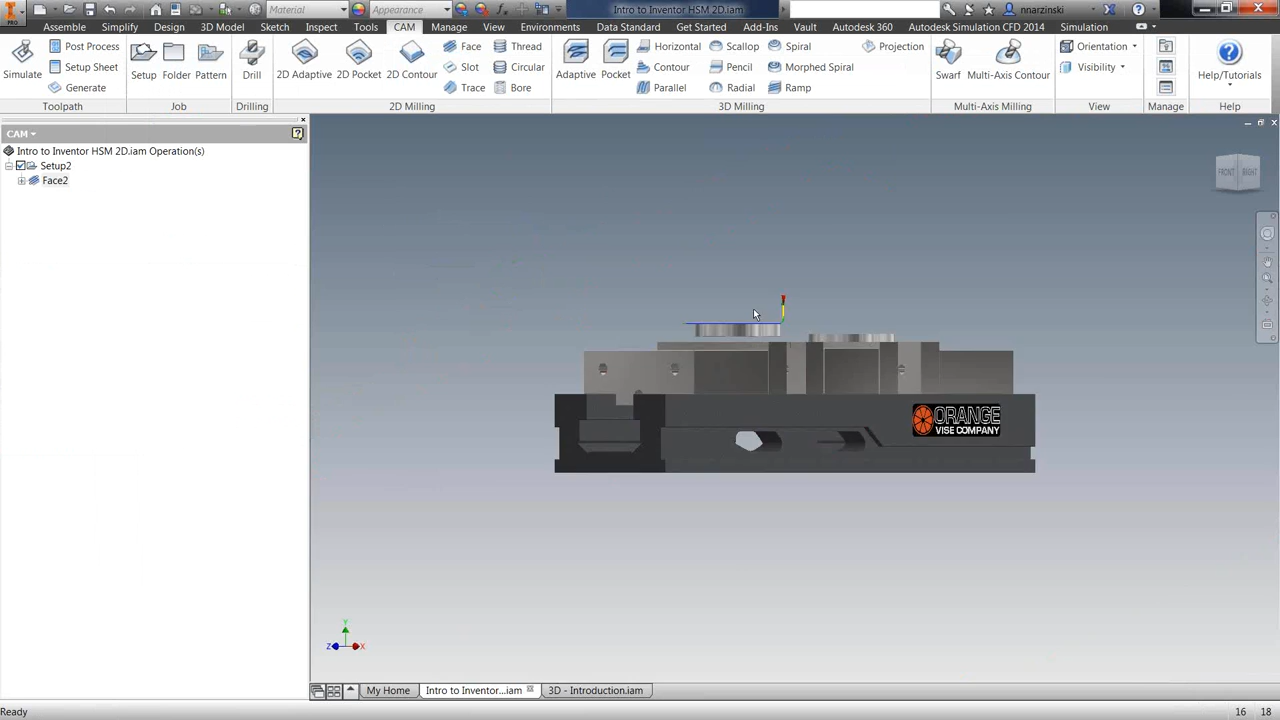 PRO
Material
Appearance
Intro to Inventor HSM 2D.iam
nnarzinski
Assemble Simplify Design 3D Model Sketch Inspect Tools CAM Manage View Environments Data Standard Get Started Vault Autodesk 360 Add-Ins Autodesk Simulation CFD 2014 Simulation
Simulate
Post Process
Setup Sheet
Generate
Toolpath
Setup
Folder
Pattern
Job
Drill
Drilling
2D Adaptive
2D Pocket
2D Contour
Face
Slot
Trace
Thread
Circular
Bore
2D Milling
Adaptive
Pocket
Horizontal
Contour
Parallel
Scallop
Pencil
Radial
Spiral
Morphed Spiral
Ramp
Projection
3D Milling
Swarf
Multi-Axis Contour
Multi-Axis Milling
Orientation
Visibility
View
Manage
Help/Tutorials
Help
CAM
Intro to Inventor HSM 2D.iam Operation(s)
Setup2
Face2
FRONT
RIGHT
ORANGE
VISE COMPANY
Y
Z
X
My Home
Intro to Inventor...iam
3D - Introduction.iam
Ready
16
18